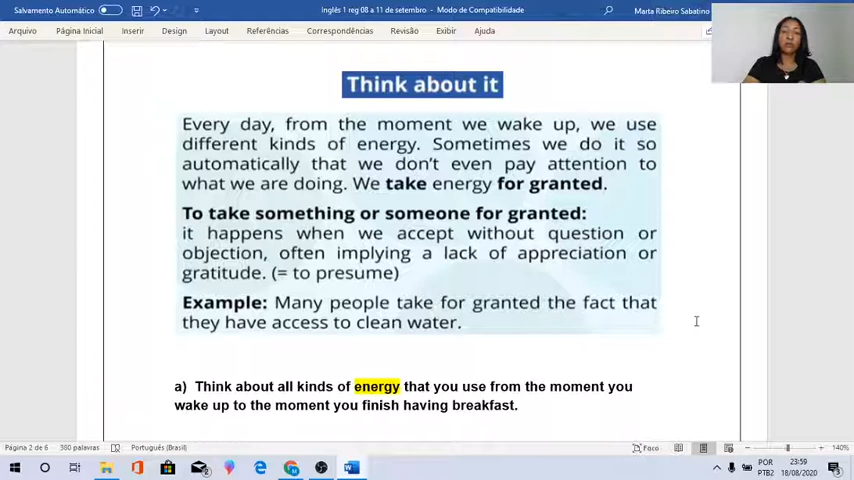 Salvamento Automático
Inglês 1 reg 08 a 11 de setembro - Modo de Compatibilidade
Marta Ribeiro Sabatino
Arquivo Página Inicial Inserir Design Layout Referências Correspondências Revisão Exibir Ajuda
Think about it
Every day, from the moment we wake up, we use
different kinds of energy. Sometimes we do it so
automatically that we don't even pay attention to
what we are doing. We take energy for granted.
To take something or someone for granted:
it happens when we accept without question or
objection, often implying a lack of appreciation or
gratitude. (= to presume)
Example: Many people take for granted the fact that
they have access to clean water.
a) Think about all kinds of energy that you use from the moment you
wake up to the moment you finish having breakfast.
Página 2 de 6 380 palavras Português (Brasil) Foco 140%
POR 23:59
PTB2 18/08/2020